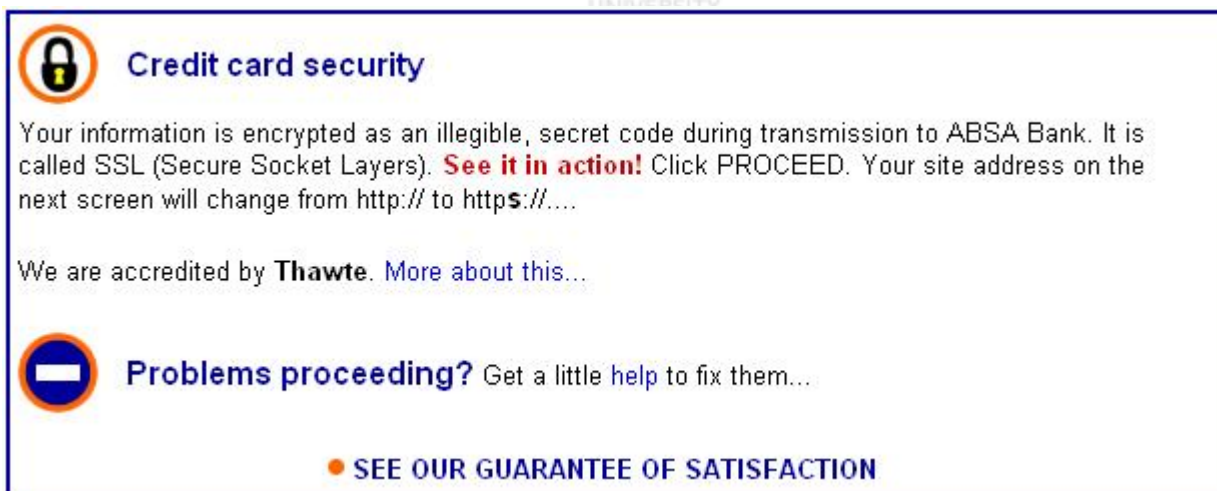 Credit card security
Your information is encrypted as an illegible, secret code during transmission to ABSA Bank. It is
called SSL (Secure Socket Layers). See it in action! Click PROCEED. Your site address on the
next screen will change from http:// to https://....
We are accredited by Thawte. More about this...
Problems proceeding? Get a little help to fix them...
SEE OUR GUARANTEE OF SATISFACTION